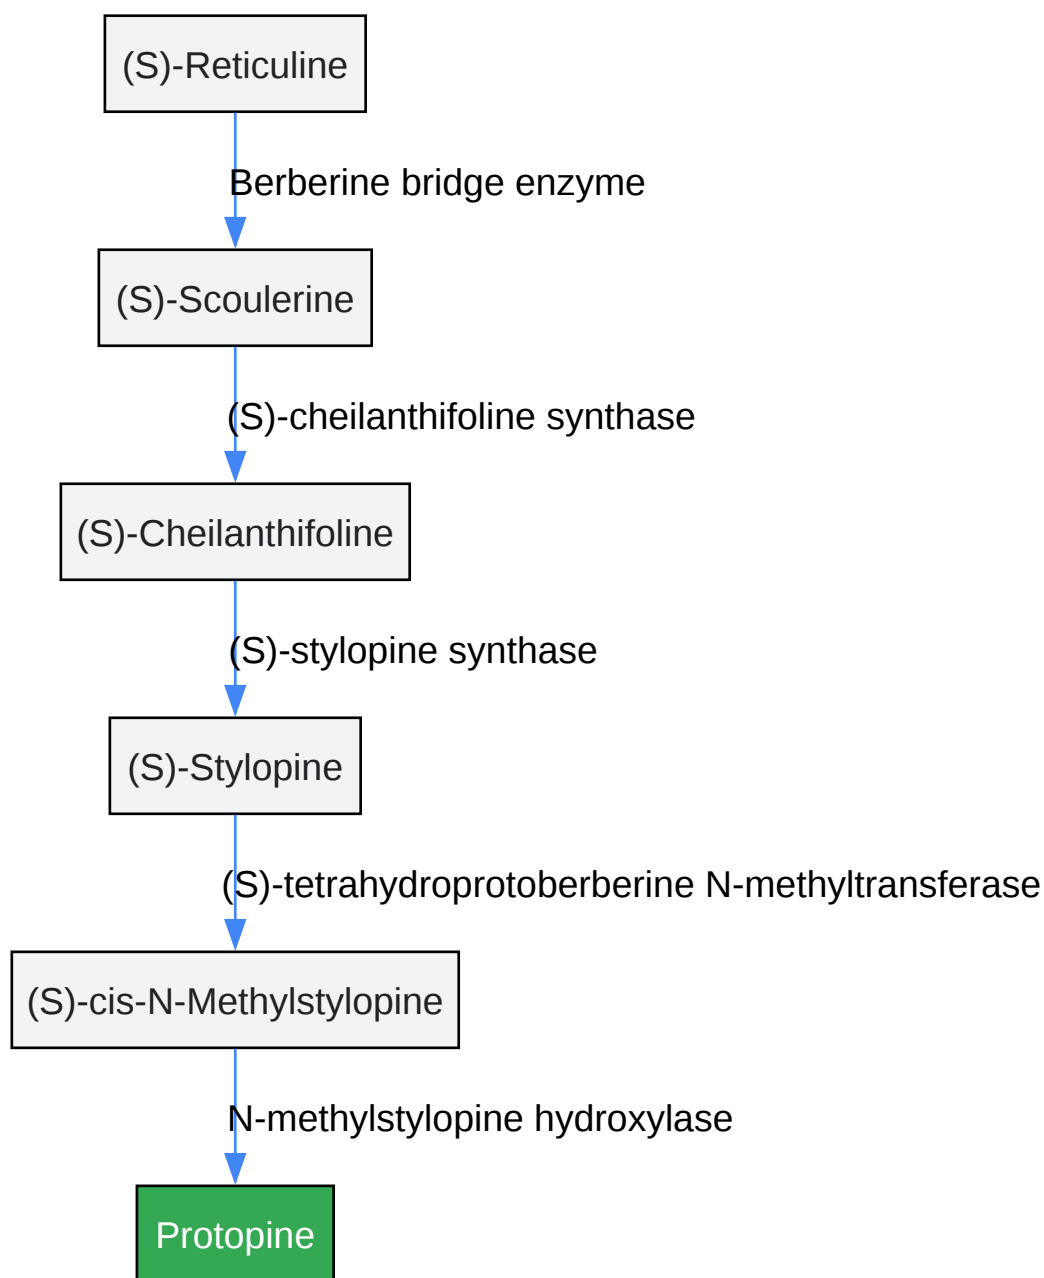 (S)-Reticuline
Berberine bridge enzyme
(S)-Scoulerine
(S)-cheilanthifoline synthase
(S)-Cheilanthifoline
(S)-stylopine synthase
(S)-Stylopine
(S)-tetrahydroprotoberberine N-methyltransferase
(S)-cis-N-Methylstylopine
N-methylstylopine hydroxylase
Protopine